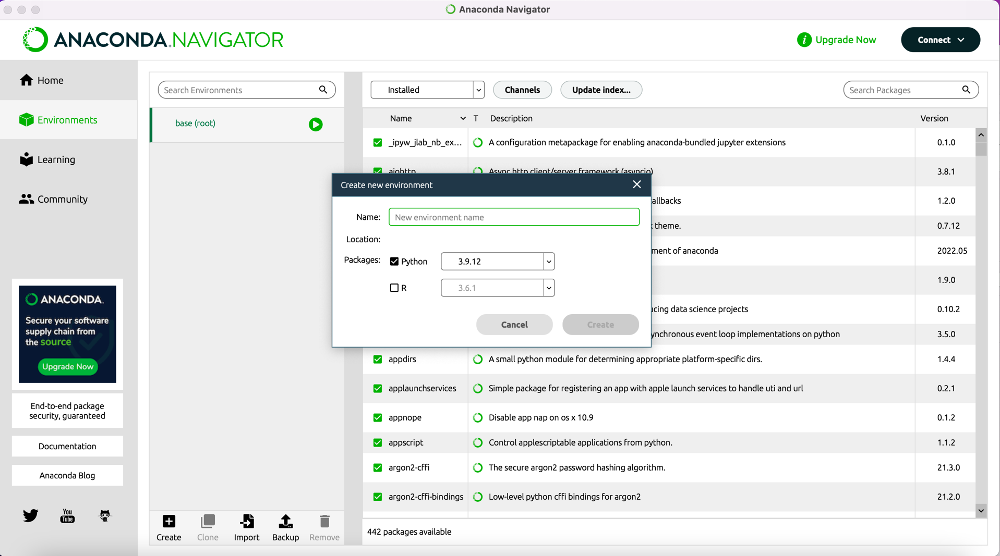 Anaconda Navigator
ANACONDA.NAVIGATOR
i Upgrade Now
Connect
Home
Environments
Learning
Community
ANACONDA.
Secure your software
supply chain from
the source
Upgrade Now
End-to-end package
security, guaranteed
Documentation
Anaconda Blog
You
Tube
Search Environments
base (root)
Create
Clone
Import
Backup
Remove
Installed
Channels
Update index...
Search Packages
Name T Description Version
_ipyw_jlab_nb_ex... A configuration metapackage for enabling anaconda-bundled jupyter extensions 0.1.0
aiohttp Async http client/server framework (asyncio) 3.8.1
allbacks 1.2.0
theme. 0.7.12
ment of anaconda 2022.05
1.9.0
ucing data science projects 0.10.2
ynchronous event loop implementations on python 3.5.0
appdirs A small python module for determining appropriate platform-specific dirs. 1.4.4
applaunchservices Simple package for registering an app with apple launch services to handle uti and url 0.2.1
appnope Disable app nap on os x 10.9 0.1.2
appscript Control applescriptable applications from python. 1.1.2
argon2-cffi The secure argon2 password hashing algorithm. 21.3.0
argon2-cffi-bindings Low-level python cffi bindings for argon2 21.2.0
442 packages available
Create new environment
Name: New environment name
Location:
Packages: Python 3.9.12
R 3.6.1
Cancel
Create